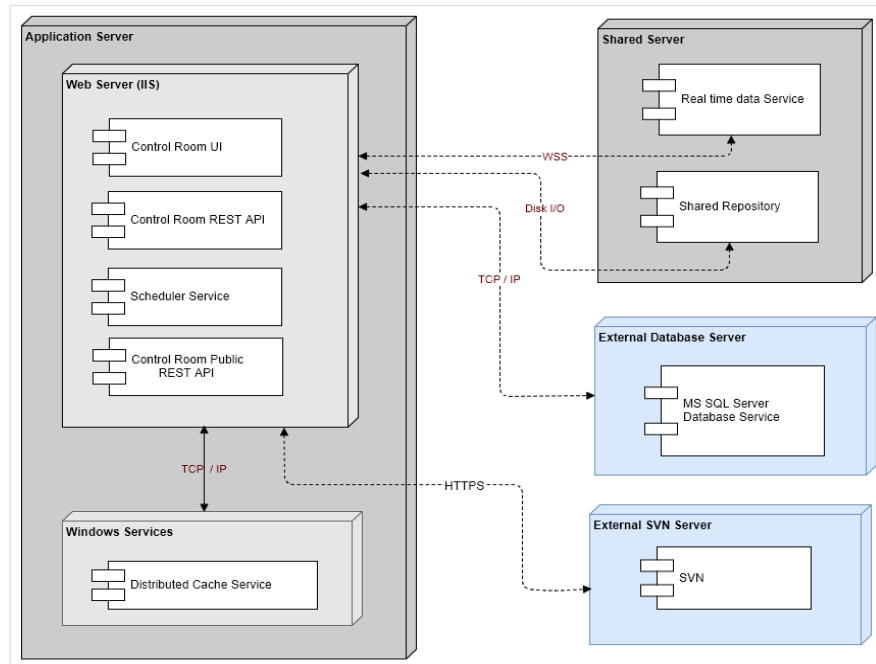 Application Server
Web Server (IIS)
Control Room UI
Control Room REST API
Scheduler Service
Control Room Public
REST API
TCP / IP
Windows Services
Distributed Cache Service
WSS
Disk I/O
TCP / IP
HTTPS
Shared Server
Real time data Service
Shared Repository
External Database Server
MS SQL Server
Database Service
External SVN Server
SVN